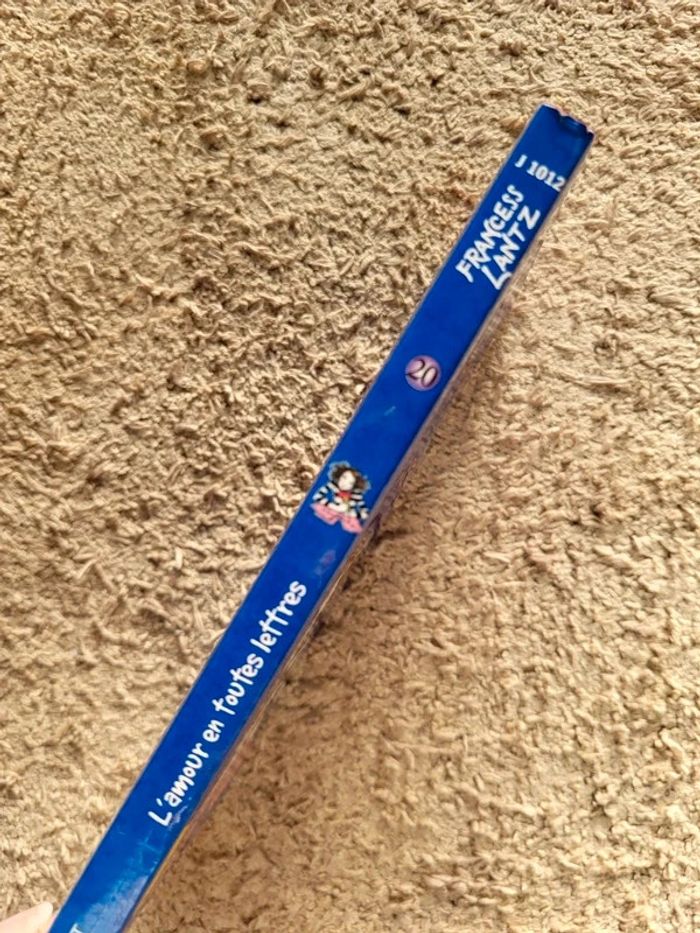 J 1012
FRANCESS
LANTZ
20
L'amour en toutes lettres